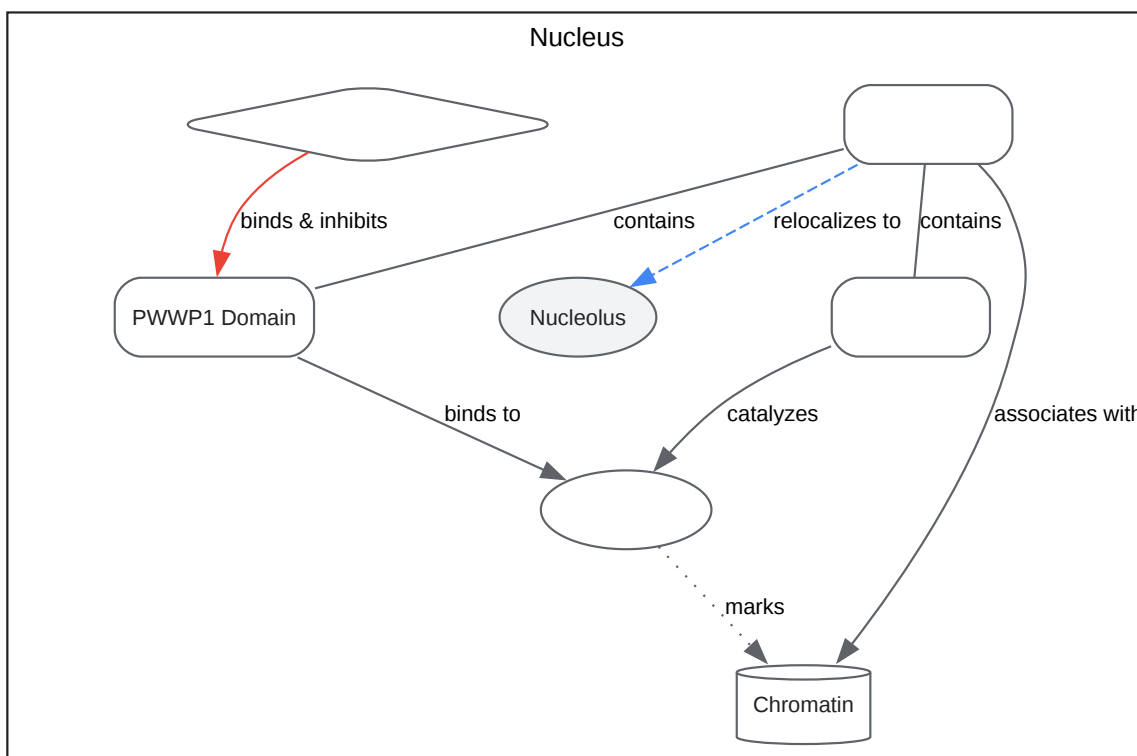 Nucleus
binds & inhibits
contains
relocalizes to
contains
PWWP1 Domain
Nucleolus
binds to
catalyzes
associates with
marks
Chromatin